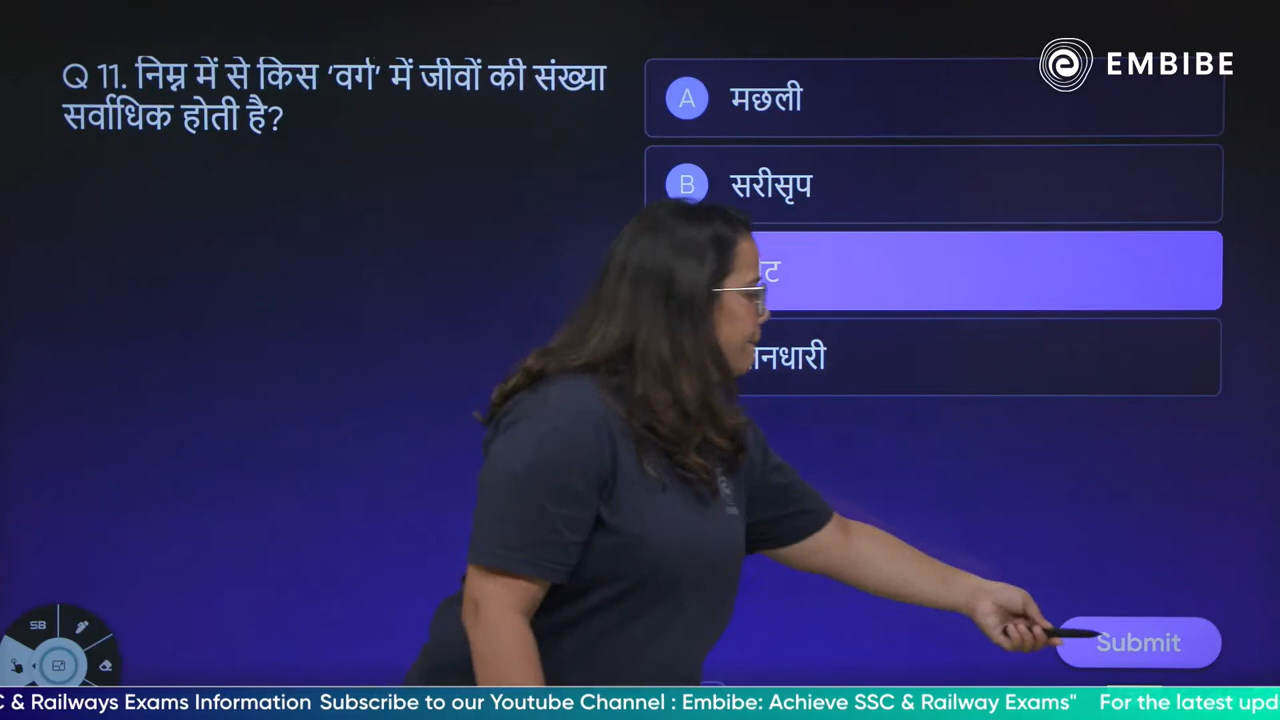 EMBIBE
Q 11. निम्न में से किस ‘वर्ग’ में जीवों की संख्या
सर्वाधिक होती है?
A मछली
B सरीसृप
Submit
SB
C & Railways Exams Information Subscribe to our Youtube Channel : Embibe: Achieve SSC & Railway Exams" For the latest upd